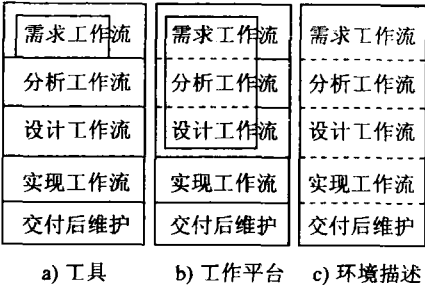 需求工作流
分析工作流
设计工作流
实现工作流
交付后维护
a) 工具
需求工作流
分析工作流
设计工作流
实现工作流
交付后维护
b) 工作平台
需求工作流
分析工作流
设计工作流
实现工作流
交付后维护
c) 环境描述